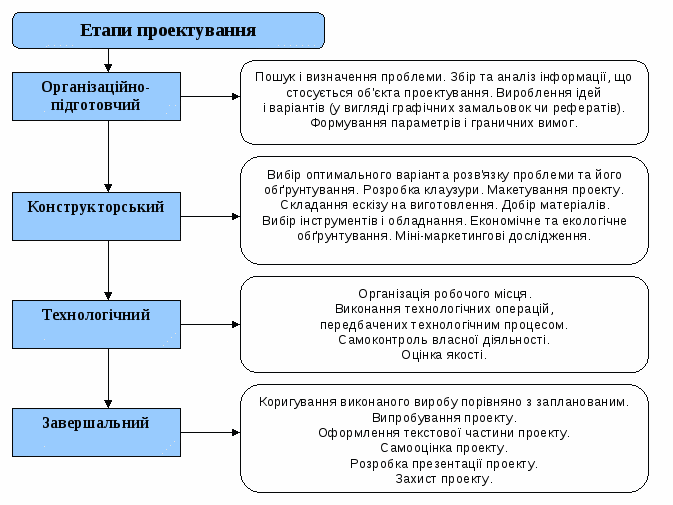 Етапи проектування
Організаційно-
підготовчий
Пошук і визначення проблеми. Збір та аналіз інформації, що
стосується об'єкта проектування. Вироблення ідей
і варіантів (у вигляді графічних замальовок чи рефератів).
Формування параметрів і граничних вимог.
Конструкторський
Вибір оптимального варіанта розв'язку проблеми та його
обґрунтування. Розробка клаузури. Макетування проекту.
Складання ескізу на виготовлення. Добір матеріалів.
Вибір інструментів і обладнання. Економічне та екологічне
обґрунтування. Міні-маркетингові дослідження.
Технологічний
Організація робочого місця.
Виконання технологічних операцій,
передбачених технологічним процесом.
Самоконтроль власної діяльності.
Оцінка якості.
Завершальний
Коригування виконаного виробу порівняно з запланованим.
Випробування проекту.
Оформлення текстової частини проекту.
Самооцінка проекту.
Розробка презентації проекту.
Захист проекту.